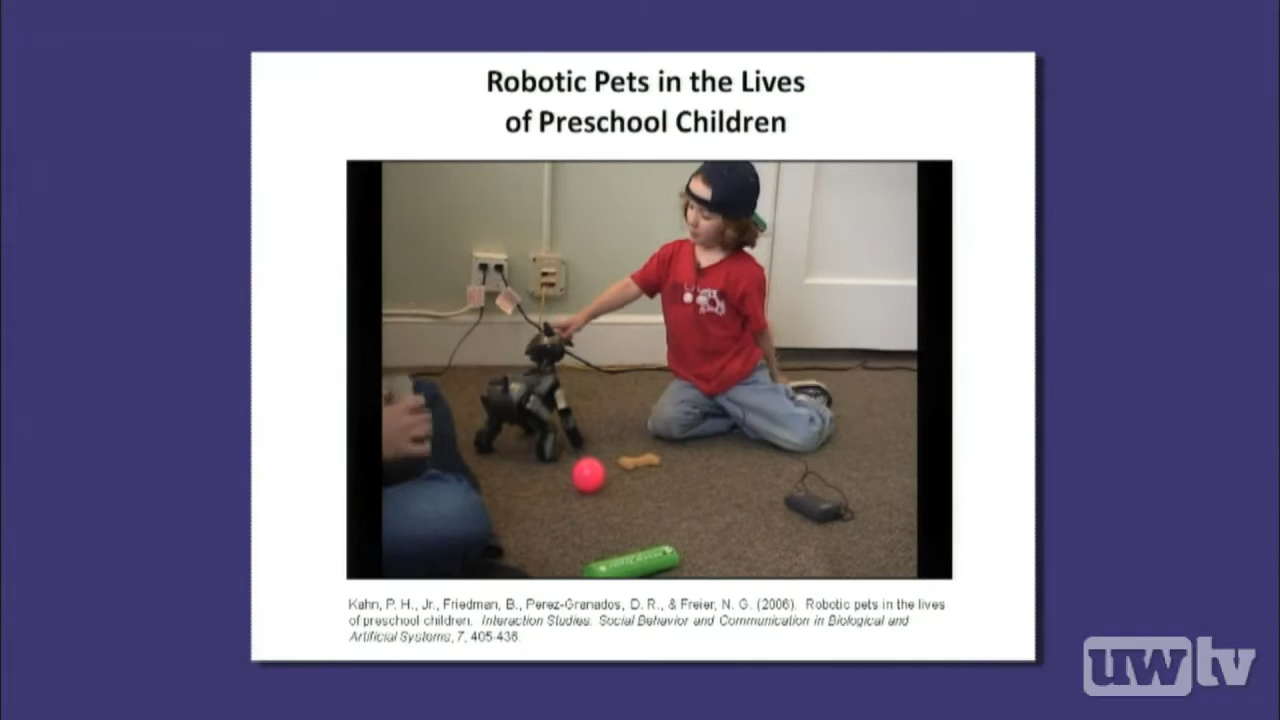 Robotic Pets in the Lives
of Preschool Children
Kahn, P. H., Jr., Friedman, B., Perez-Granados, D. R., & Freier, N. G. (2006). Robotic pets in the lives
of preschool children. Interaction Studies: Social Behavior and Communication in Biological and
Artificial Systems, 7, 405-436.
uwtv